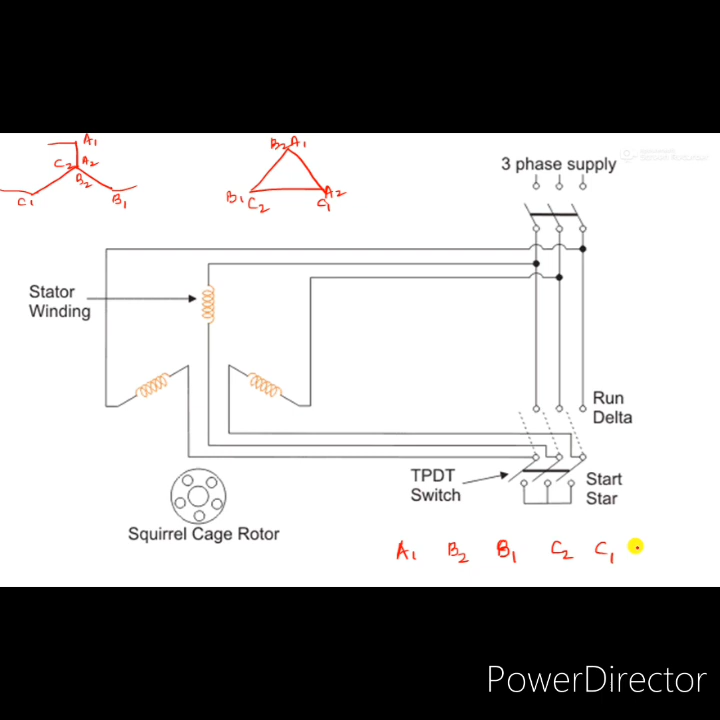 A1
C2 A2
B2
C1 B1
B2 A1
B1 C2 A2
C1
3 phase supply
Stator
Winding
Run
Delta
TPDT
Switch
Start
Star
Squirrel Cage Rotor
A1 B2 B1 C2 C1
PowerDirector